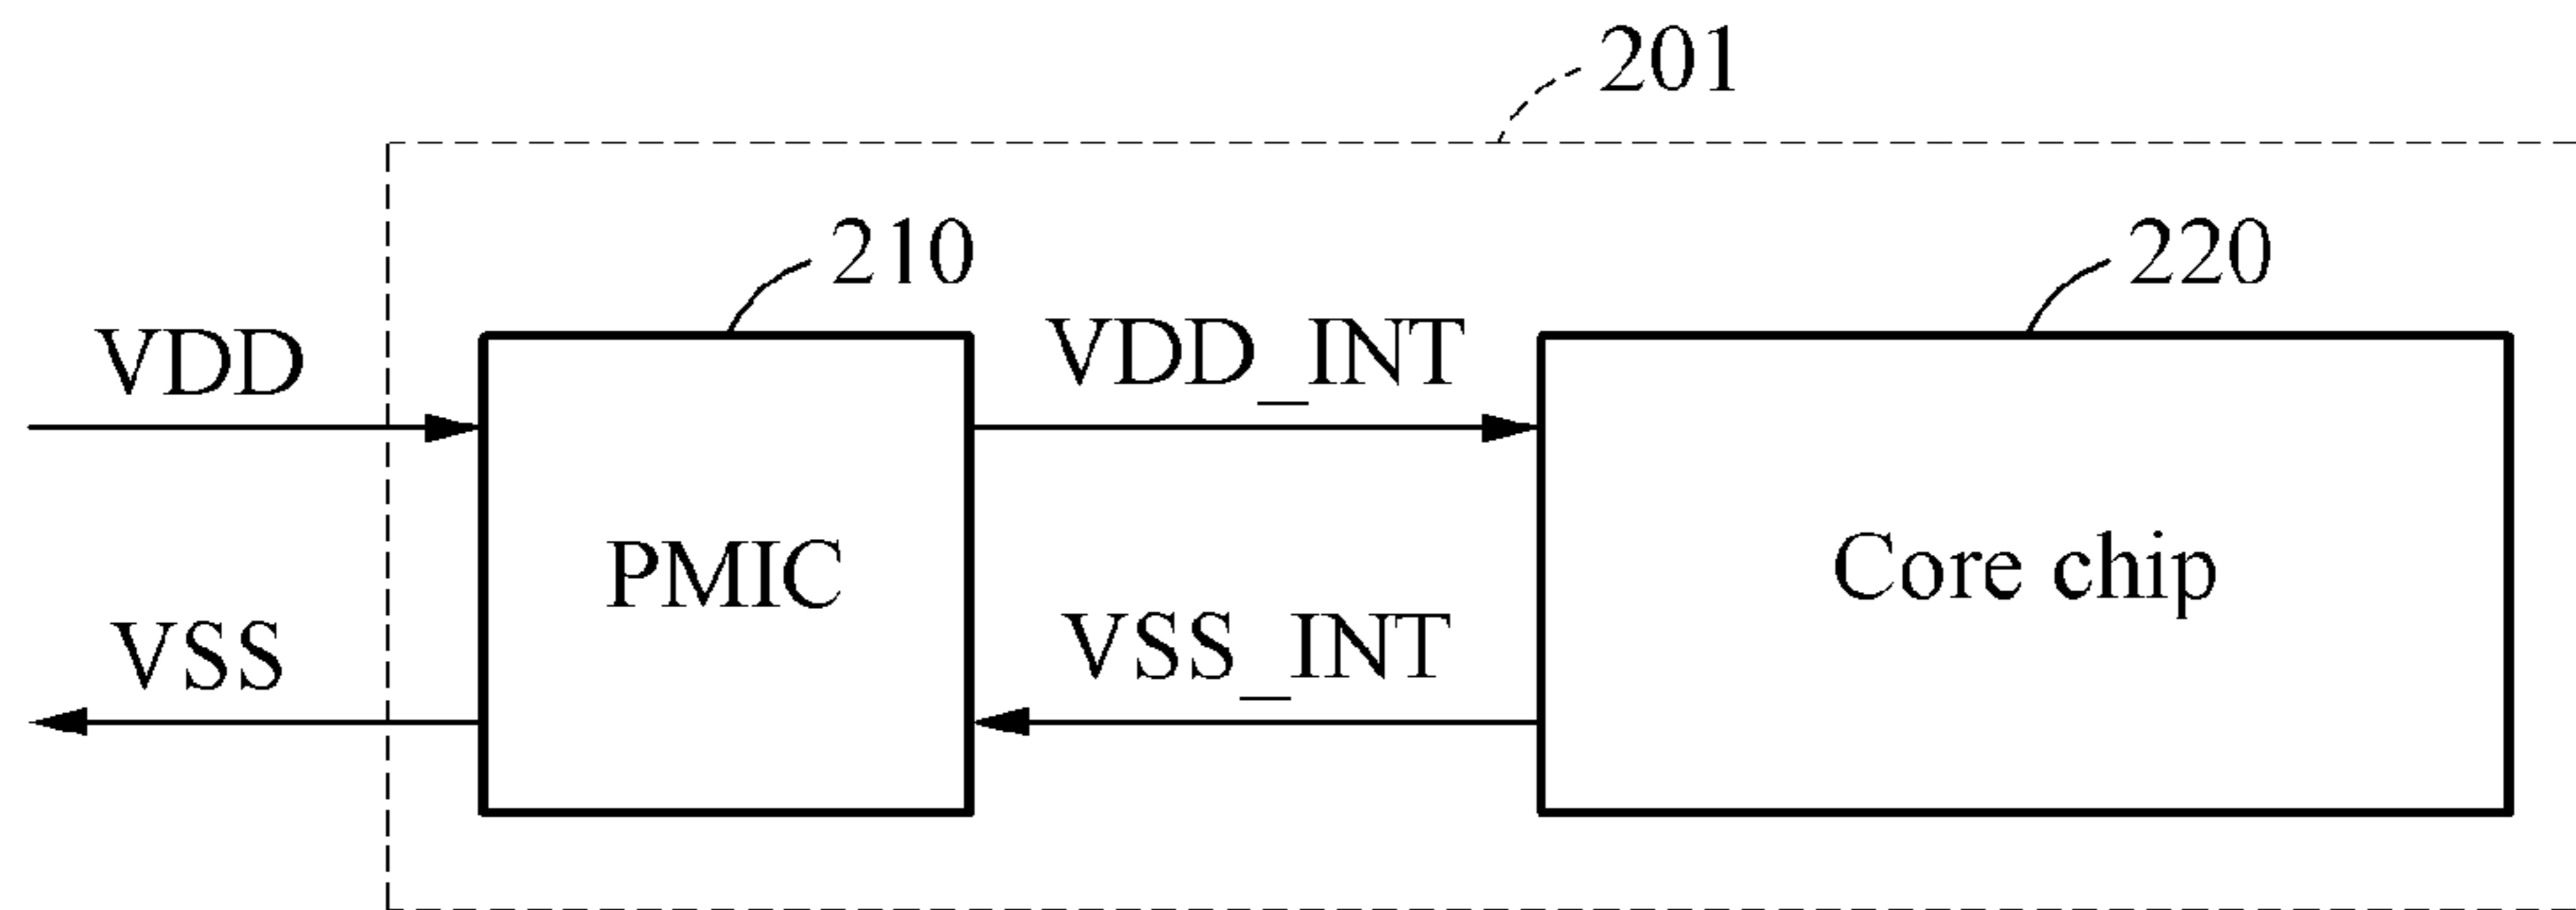 201
210
220
VDD
VDD_INT
PMIC
Core chip
VSS
VSS_INT